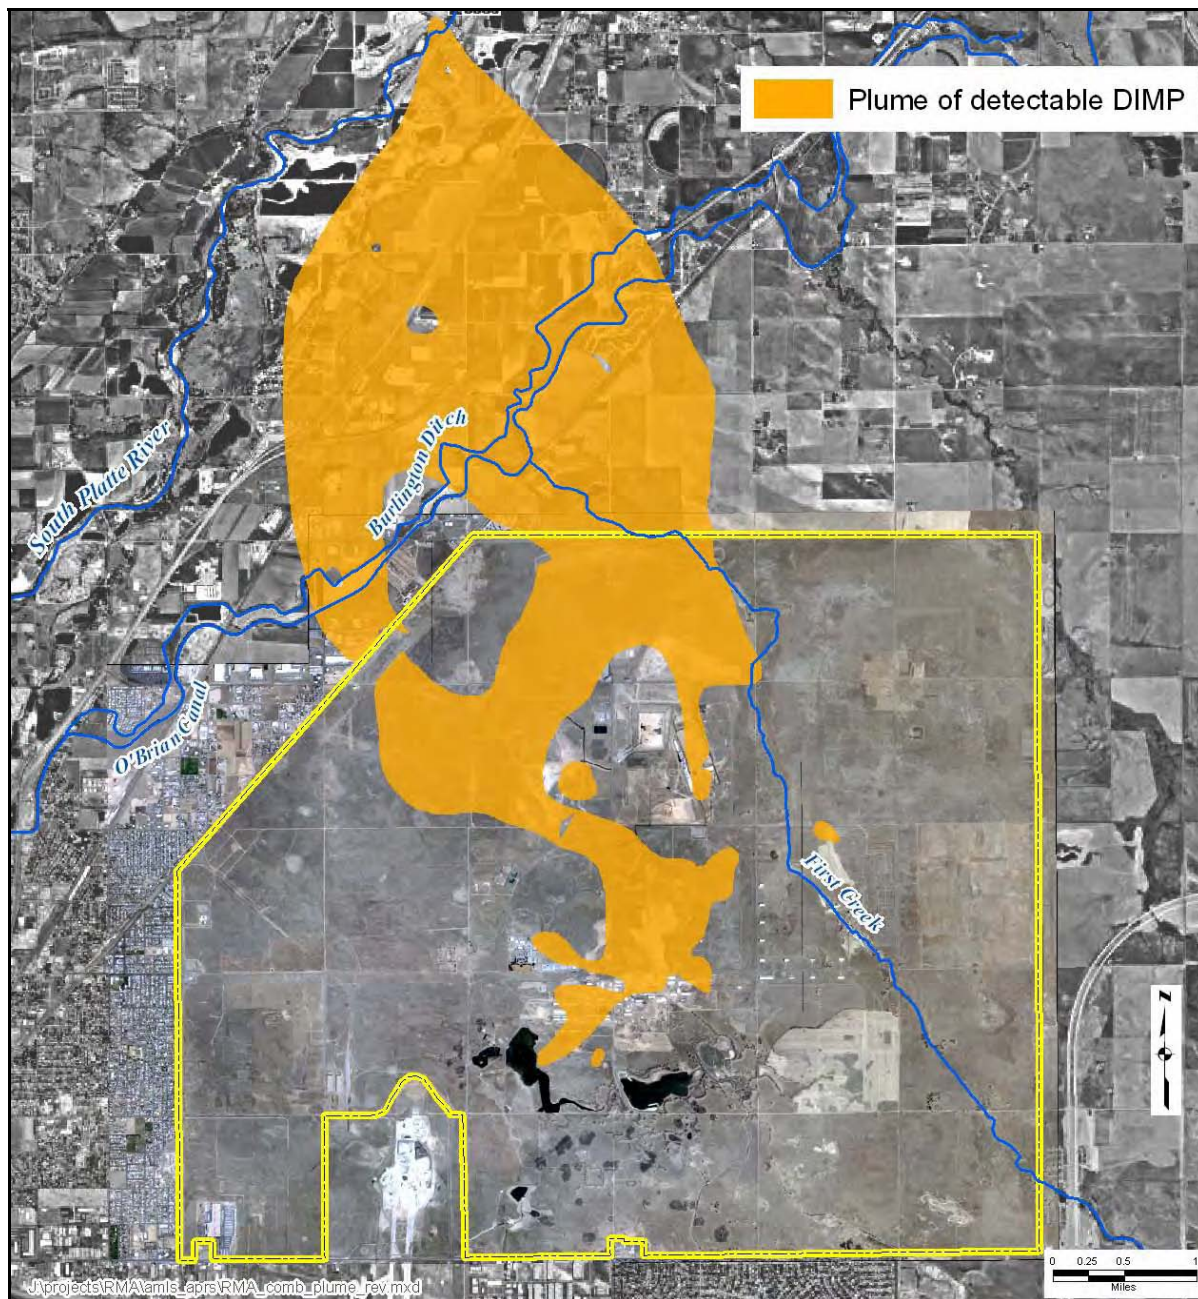 Plume of detectable DIMP
South Platte River
Burlington Ditch
O'Brian Canal
First Creek
N
0 0.25 0.5 1
Miles
J:\projects\RMA\amls_aprs\RMA_comb_plume_rev.mxd